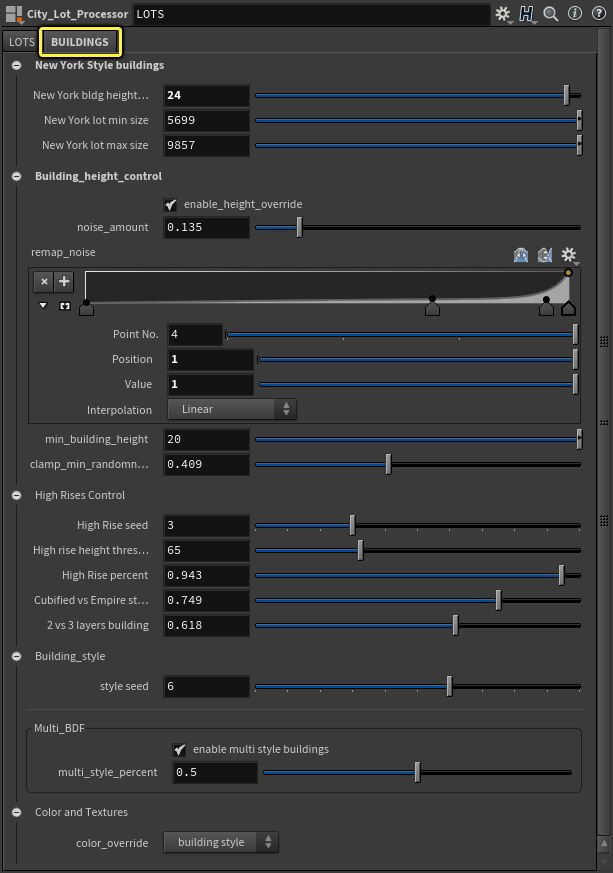 City_Lot_Processor LOTS
LOTS BUILDINGS
New York Style buildings
New York bldg height... 24
New York lot min size 5699
New York lot max size 9857
Building_height_control
enable_height_override
noise_amount 0.135
remap_noise
Point No. 4
Position 1
Value 1
Interpolation Linear
min_building_height 20
clamp_min_randomn... 0.409
High Rises Control
High Rise seed 3
High rise height thres... 65
High Rise percent 0.943
Cubified vs Empire st... 0.749
2 vs 3 layers building 0.618
Building_style
style seed 6
Multi_BDF
enable multi style buildings
multi_style_percent 0.5
Color and Textures
color_override building style